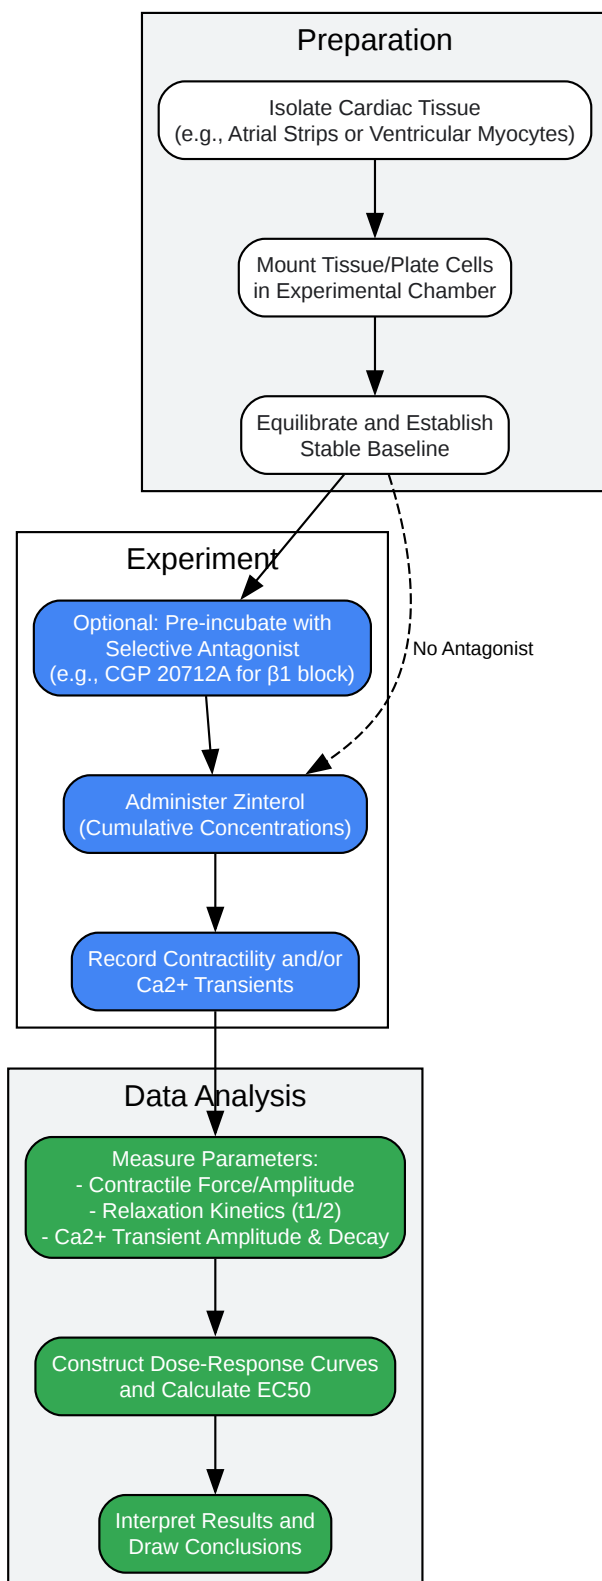 Preparation
Isolate Cardiac Tissue
(e.g., Atrial Strips or Ventricular Myocytes)
Mount Tissue/Plate Cells
in Experimental Chamber
Equilibrate and Establish
Stable Baseline
Experiment
Optional: Pre-incubate with
Selective Antagonist
(e.g., CGP 20712A for β1 block)
No Antagonist
Administer Zinterol
(Cumulative Concentrations)
Record Contractility and/or
Ca2+ Transients
Data Analysis
Measure Parameters:
- Contractile Force/Amplitude
- Relaxation Kinetics (t1/2)
- Ca2+ Transient Amplitude & Decay
Construct Dose-Response Curves
and Calculate EC50
Interpret Results and
Draw Conclusions